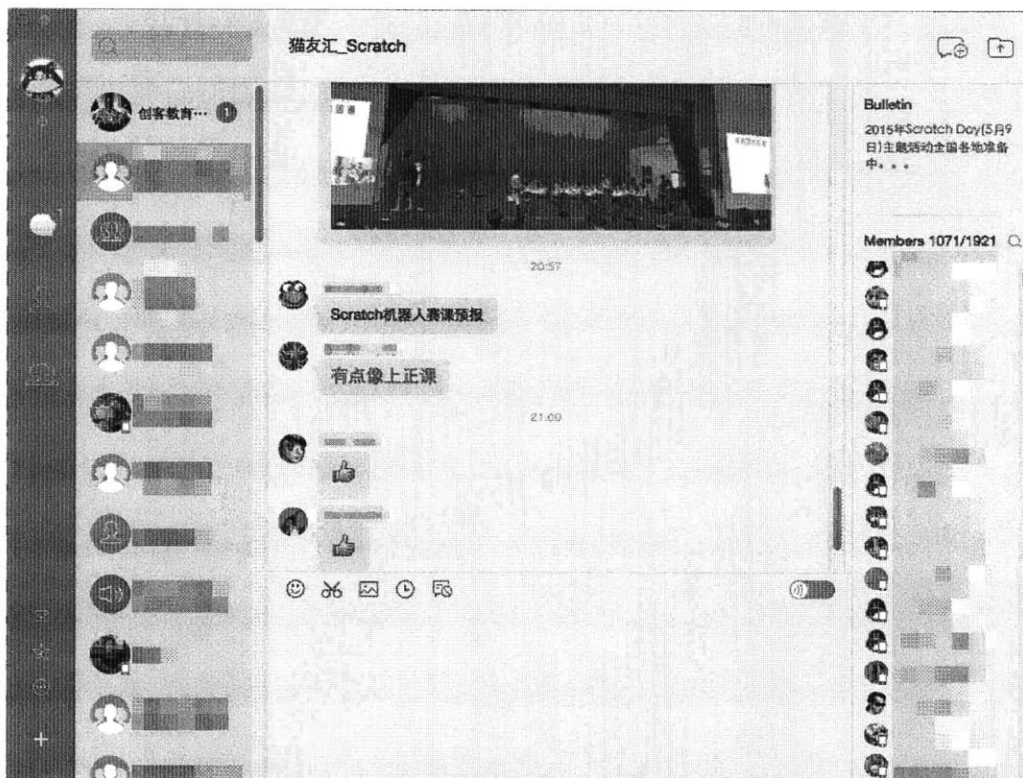 猫友汇_Scratch
创客教育… 1
20:57
Scratch机器人赛课预报
有点像上正课
21:00
Bulletin
2015年Scratch Day(5月9
日)主题活动全国各地准备
中。。。
Members 1071/1921